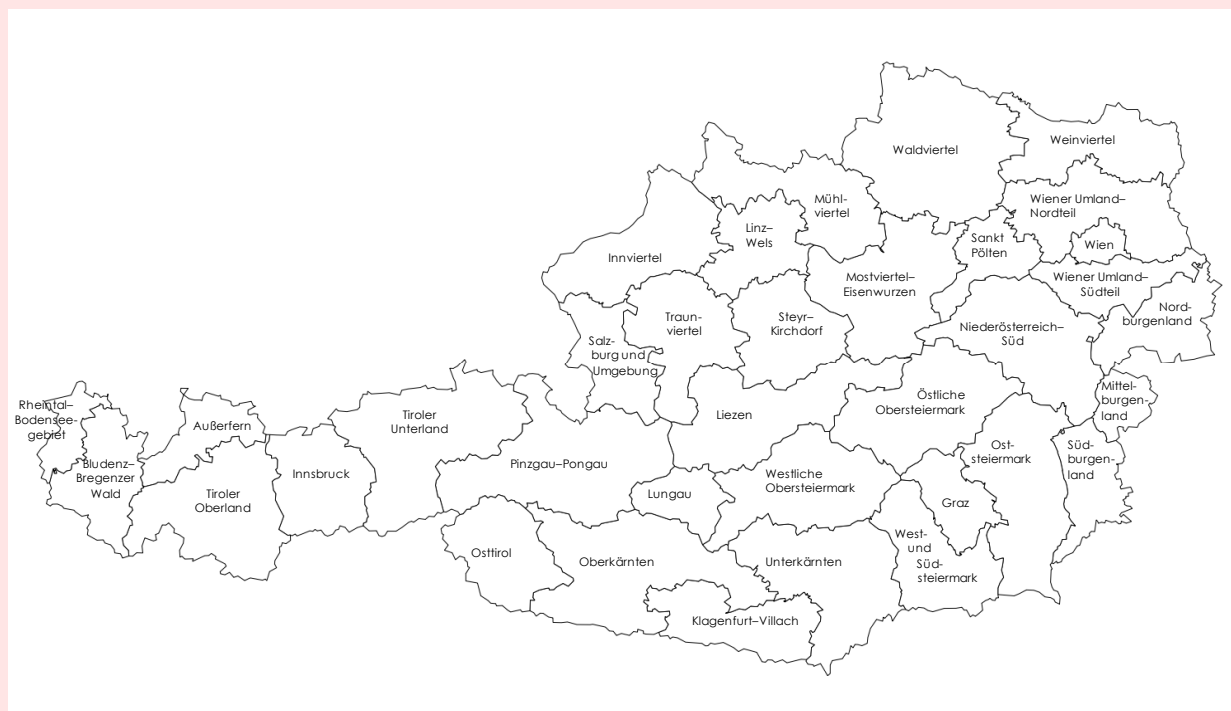 Waldviertel
Weinviertel
Mühl-
viertel
Wiener Umland–
Nordteil
Linz–
Wels
Sankt
Pölten
Wien
Innviertel
Mostviertel–
Eisenwurzen
Wiener Umland–
Südteil
Traun-
viertel
Steyr–
Kirchdorf
Nord-
burgenland
Niederösterreich–
Süd
Salz-
burg und
Umgebung
Rheintal–
Bodensee-
gebiet
Außerfern
Tiroler
Unterland
Liezen
Östliche
Obersteiermark
Mittel-
burgen-
land
Bludenz–
Bregenzer
Wald
Tiroler
Oberland
Innsbruck
Pinzgau–Pongau
Lungau
Westliche
Obersteiermark
Ost-
steiermark
Süd-
burgen-
land
Graz
Osttirol
Oberkärnten
Unterkärnten
West-
und
Süd-
steiermark
Klagenfurt–Villach